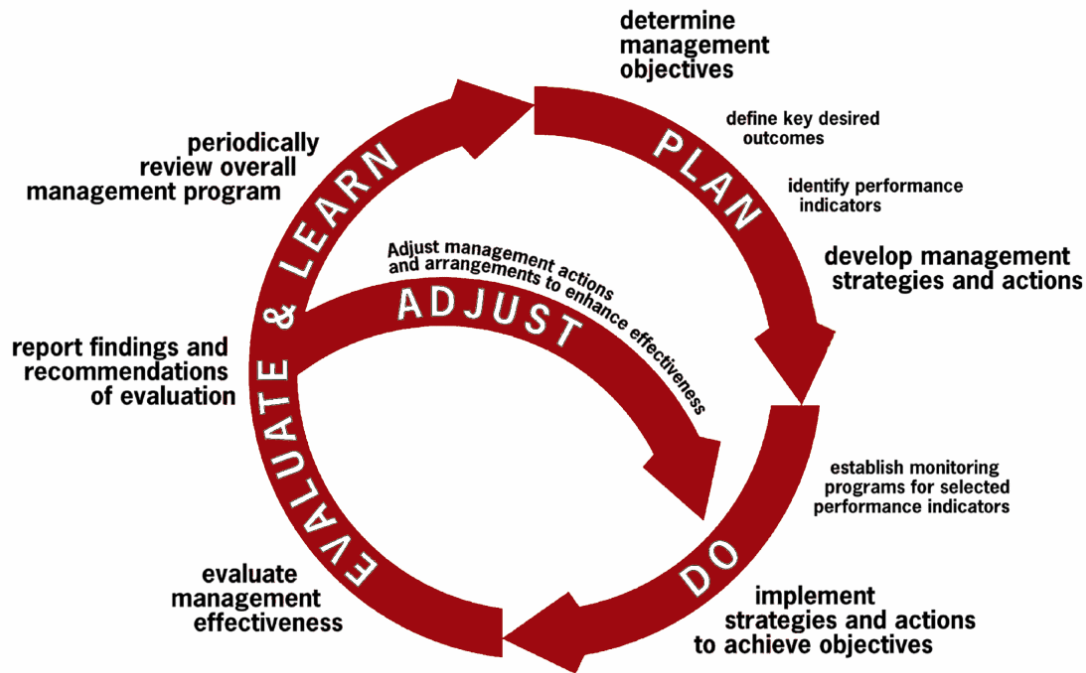 determine
management
objectives
define key desired
outcomes
PLAN
identify performance
indicators
develop management
strategies and actions
establish monitoring
programs for selected
performance indicators
DO
implement
strategies and actions
to achieve objectives
evaluate
management
effectiveness
EVALUATE & LEARN
report findings and
recommendations
of evaluation
periodically
review overall
management program
Adjust management actions
and arrangements to enhance effectiveness
ADJUST